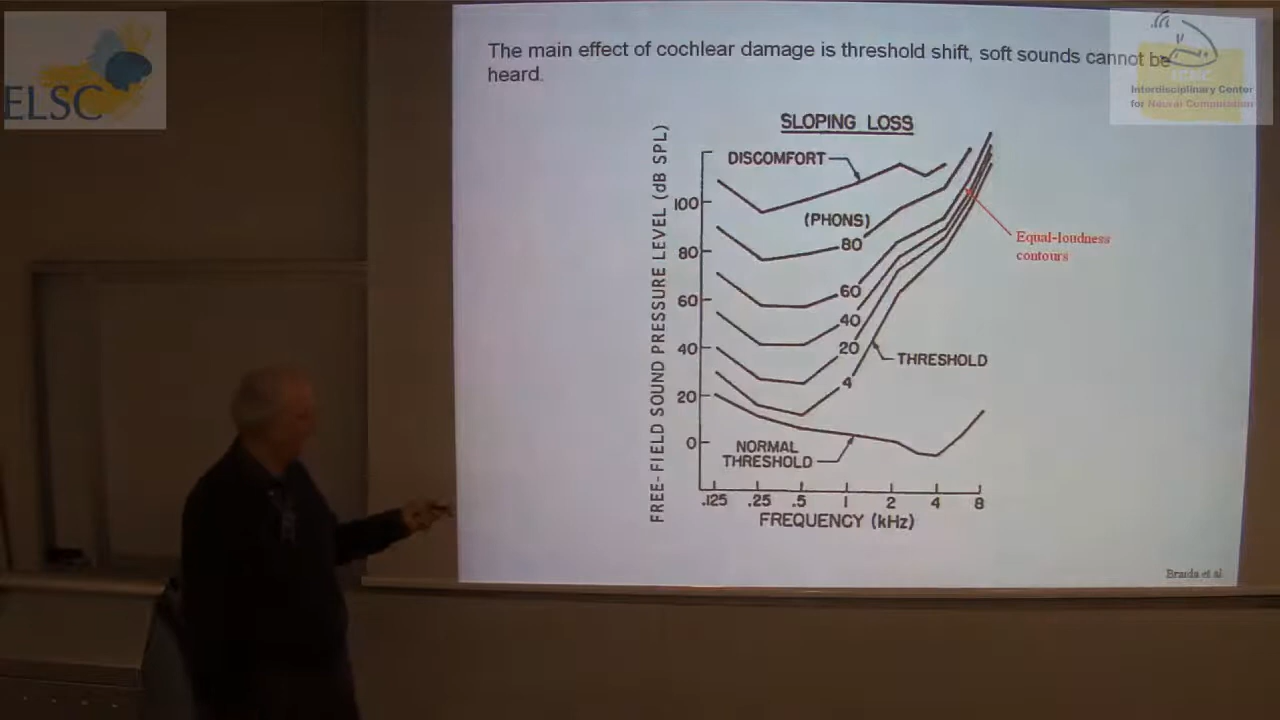 ELSC
The main effect of cochlear damage is threshold shift, soft sounds cannot be
heard.
Interdisciplinary Center
for Neural Computation
SLOPING LOSS
DISCOMFORT
(PHONS)
80
60
40
20
4
Equal-loudness
contours
THRESHOLD
NORMAL
THRESHOLD
FREE-FIELD SOUND PRESSURE LEVEL (dB SPL)
100
80
60
40
20
0
.125 .25 .5 1 2 4 8
FREQUENCY (kHz)
Braida et al